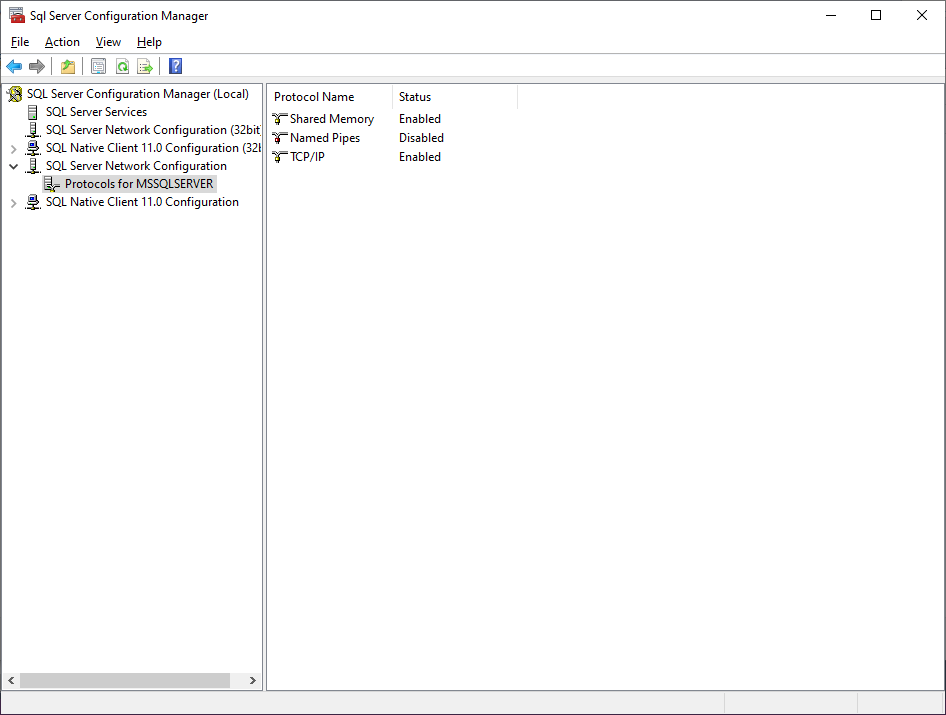 Sql Server Configuration Manager
File Action View Help
SQL Server Configuration Manager (Local)
SQL Server Services
SQL Server Network Configuration (32bit
SQL Native Client 11.0 Configuration (32b
SQL Server Network Configuration
Protocols for MSSQLSERVER
SQL Native Client 11.0 Configuration
Protocol Name Status
Shared Memory Enabled
Named Pipes Disabled
TCP/IP Enabled